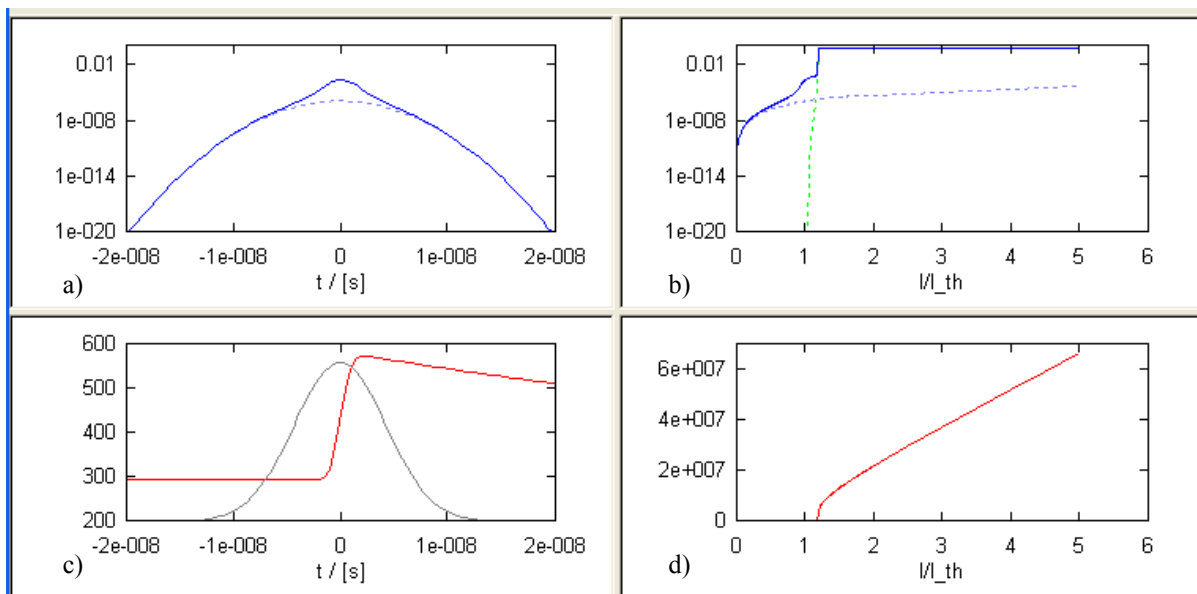 0.01
1e-008
1e-014
1e-020
-2e-008 -1e-008 0 1e-008 2e-008
a) t / [s]
0.01
1e-008
1e-014
1e-020
0 1 2 3 4 5 6
b) I/I_th
600
500
400
300
200
-2e-008 -1e-008 0 1e-008 2e-008
c) t / [s]
6e+007
4e+007
2e+007
0
0 1 2 3 4 5 6
d) I/I_th